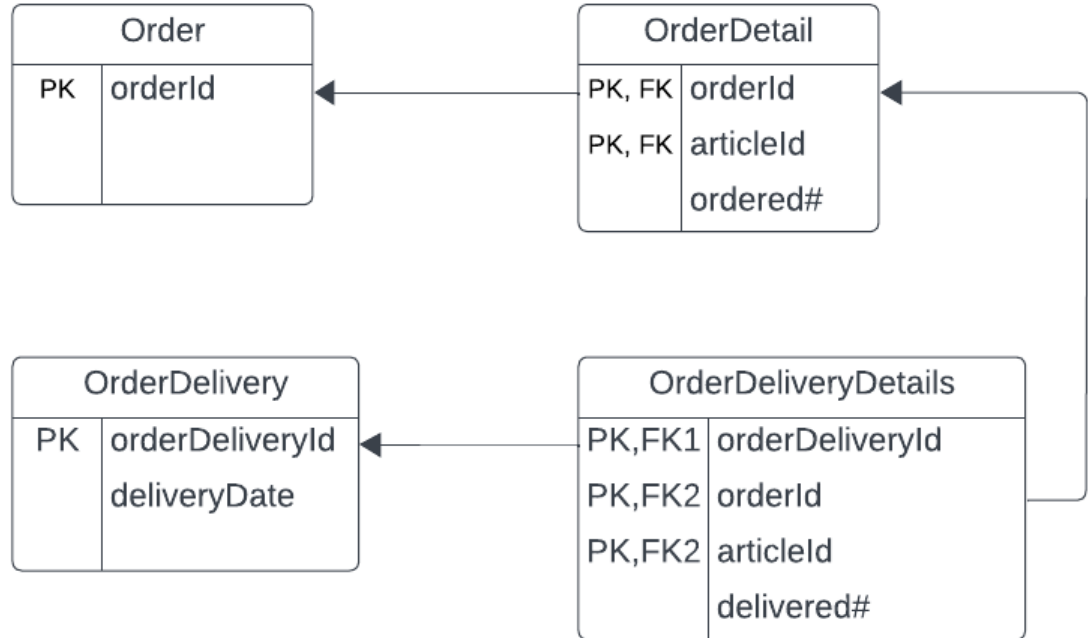 Order
PK orderId
OrderDetail
PK, FK orderId
PK, FK articleId
ordered#
OrderDelivery
PK orderDeliveryId
deliveryDate
OrderDeliveryDetails
PK,FK1 orderDeliveryId
PK,FK2 orderId
PK,FK2 articleId
delivered#